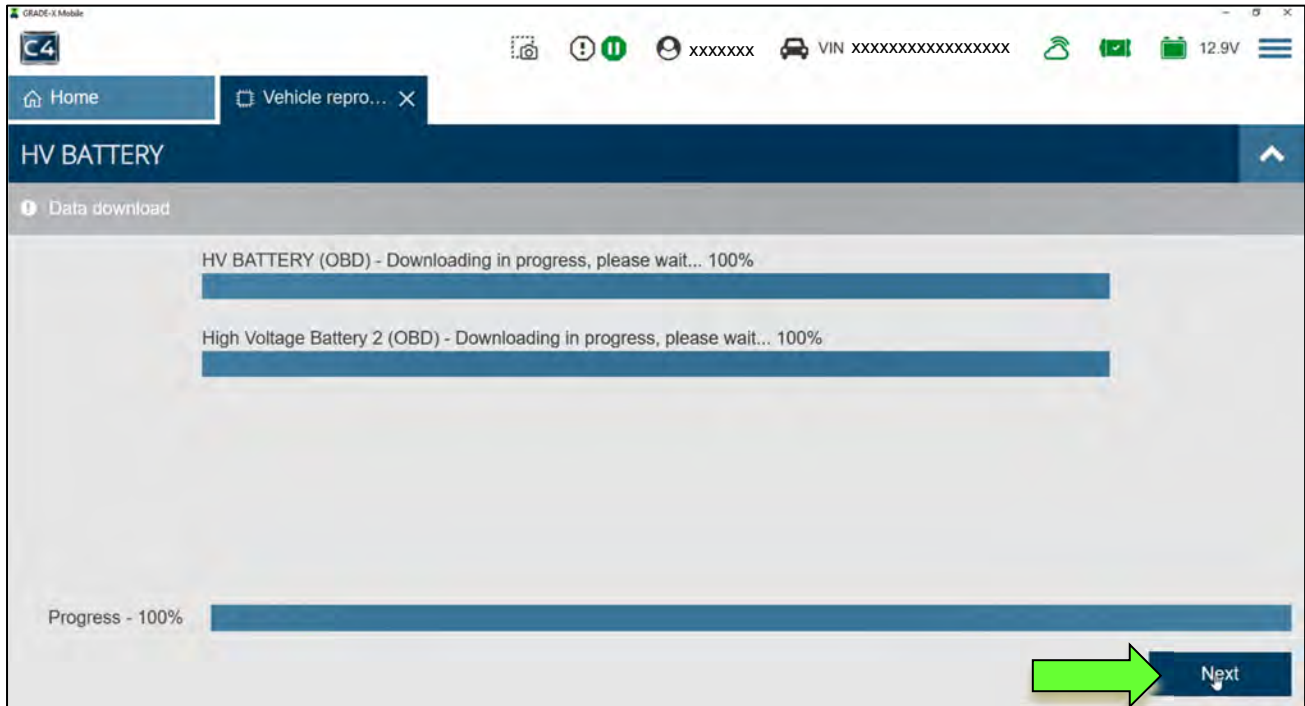 GRADE-X Mobile
C4
xxxxxxx VIN xxxxxxxxxxxxxxxxx 12.9V
Home Vehicle repro...
HV BATTERY
Data download
HV BATTERY (OBD) - Downloading in progress, please wait... 100%
High Voltage Battery 2 (OBD) - Downloading in progress, please wait... 100%
Progress - 100%
Next